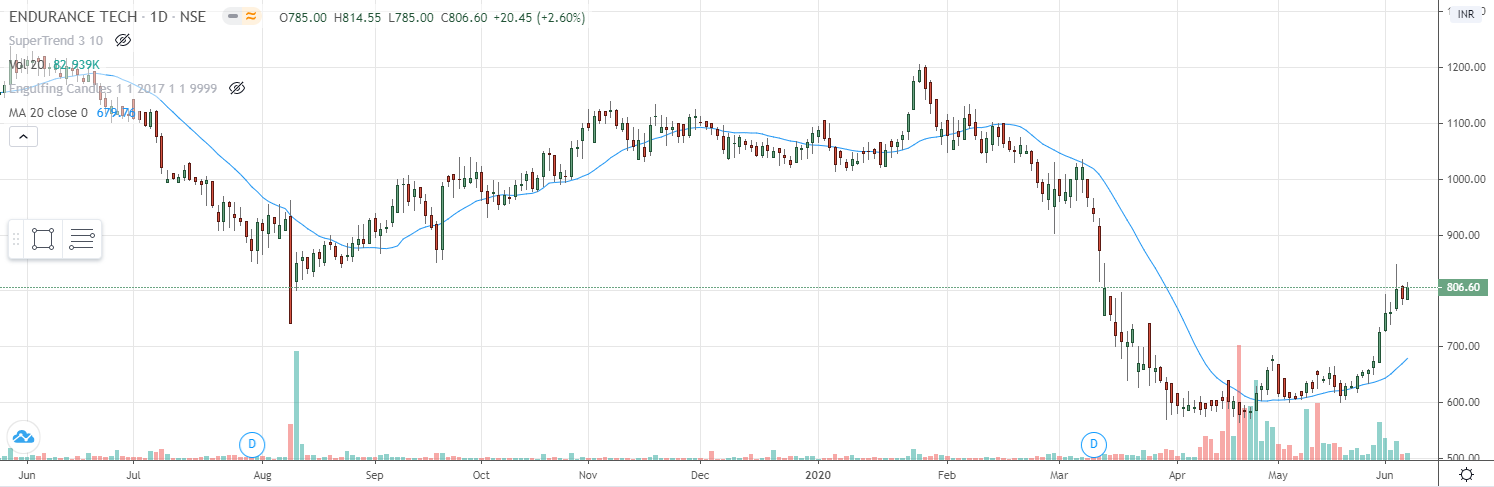 ENDURANCE TECH · 1D · NSE O785.00 H814.55 L785.00 C806.60 +20.45 (+2.60%)
INR
SuperTrend 3 10
Vol 20 82.939K
Engulfing Candles 1 1 2017 1 1 9999
MA 20 close 0 679.76
1200.00
1100.00
1000.00
900.00
806.60
700.00
600.00
500.00
D D
Jun Jul Aug Sep Oct Nov Dec 2020 Feb Mar Apr May Jun